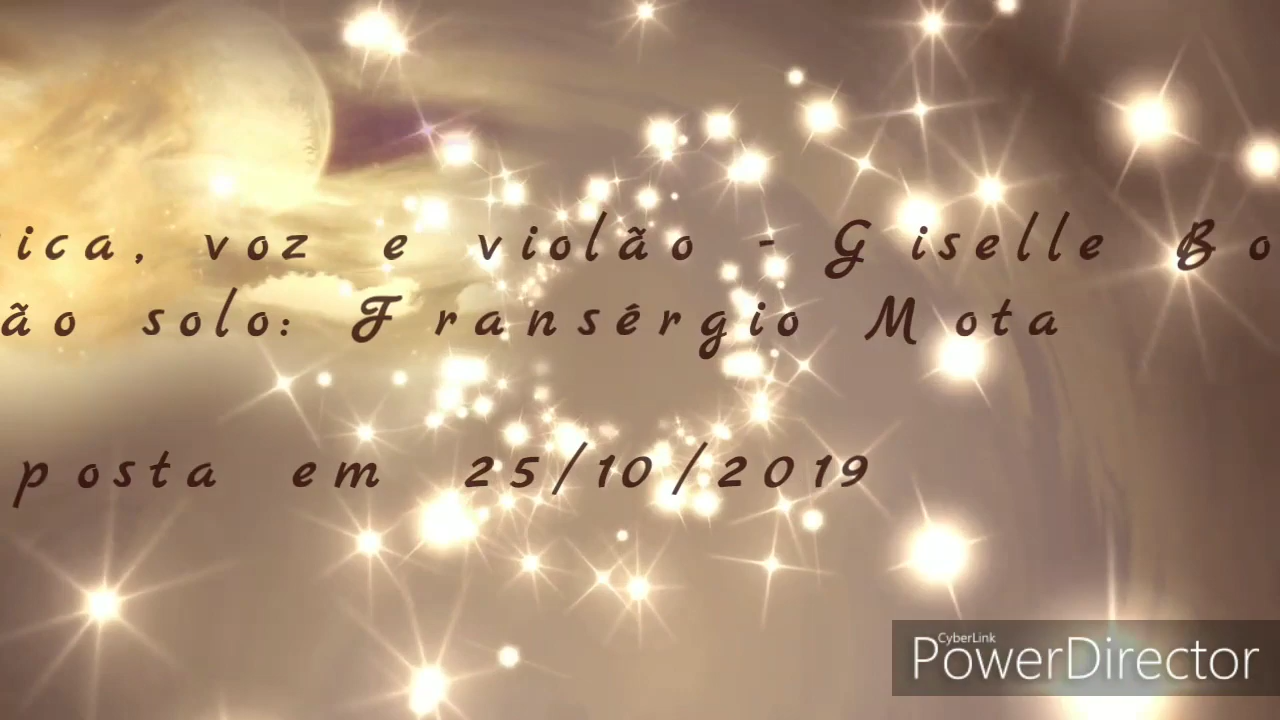 ica, voz e violão - Giselle Bo
ão solo: Fransérgio Mota
posta em 25/10/2019
CyberLink
PowerDirector